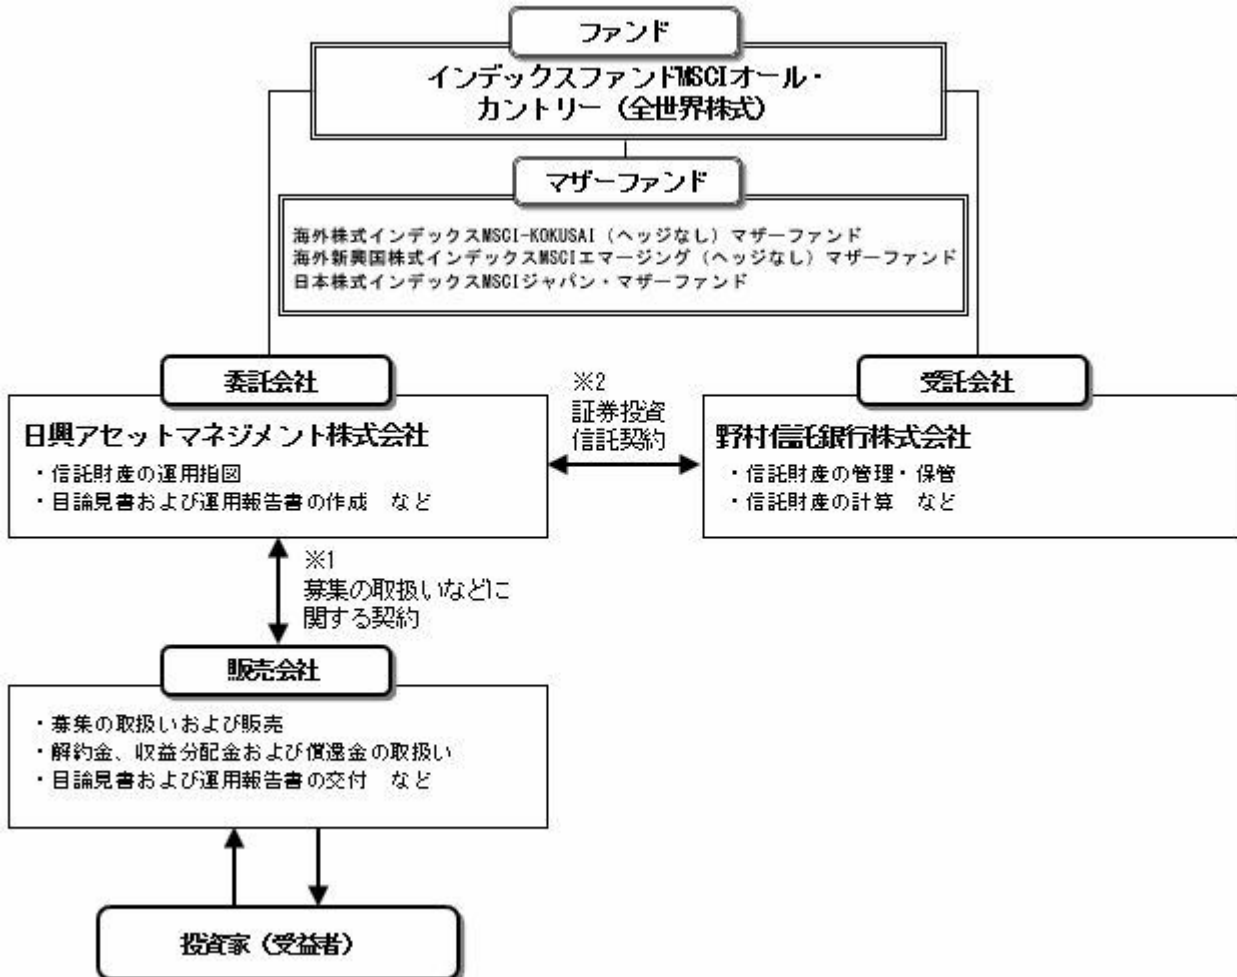 ファンド
インデックスファンドMSCIオール・
カントリー（全世界株式）
マザーファンド
海外株式インデックスMSCI-KOKUSAI（ヘッジなし）マザーファンド
海外新興国株式インデックスMSCIエマージング（ヘッジなし）マザーファンド
日本株式インデックスMSCIジャパン・マザーファンド
委託会社
日興アセットマネジメント株式会社
・信託財産の運用指図
・目論見書および運用報告書の作成　など
※2
証券投資
信託契約
受託会社
野村信託銀行株式会社
・信託財産の管理・保管
・信託財産の計算　など
※1
募集の取扱いなどに
関する契約
販売会社
・募集の取扱いおよび販売
・解約金、収益分配金および償還金の取扱い
・目論見書および運用報告書の交付　など
投資家（受益者）